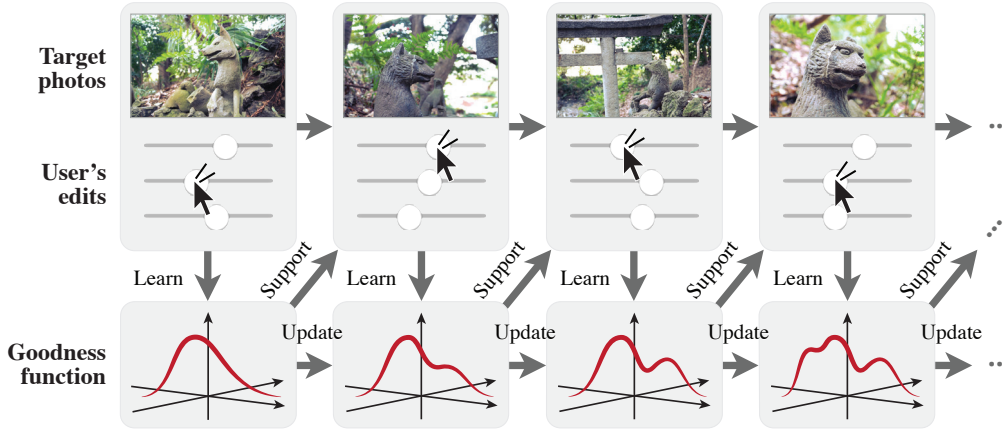 Target
photos
User's
edits
Learn
Support
Learn
Support
Learn
Support
Learn
Support
Goodness
function
Update
Update
Update
Update